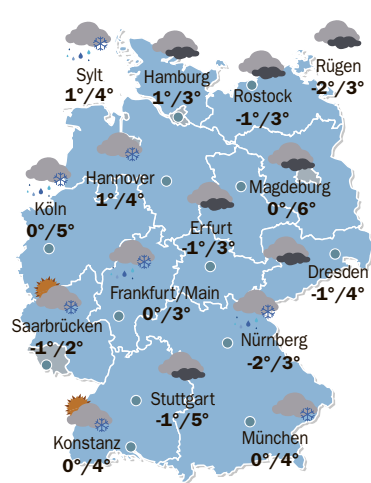 Sylt
1°/4°
Hamburg
1°/3°
Rügen
-2°/3°
Rostock
-1°/3°
Hannover
1°/4°
Magdeburg
0°/6°
Köln
0°/5°
Erfurt
-1°/3°
Dresden
-1°/4°
Frankfurt/Main
0°/3°
Saarbrücken
-1°/2°
Nürnberg
-2°/3°
Stuttgart
-1°/5°
Konstanz
0°/4°
München
0°/4°